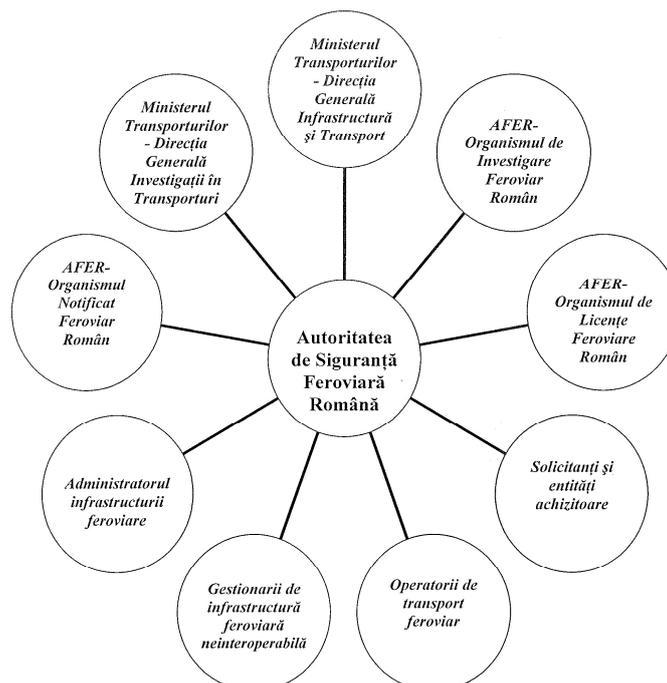 Ministerul
Transporturilor
- Direcția
Generală
Infrastructură
şi Transport
AFER-
Organismul de
Investigare
Feroviar
Român
AFER-
Organismul de
Licențe
Feroviare
Român
Solicitanți şi
entități
achizitoare
Operatorii de
transport
feroviar
Gestionarii de
infrastructură
feroviară
neinteroperabilă
Administratorul
infrastructurii
feroviare
AFER-
Organismul
Notificat
Feroviar
Român
Ministerul
Transporturilor
- Direcția
Generală
Investigații în
Transporturi
Autoritatea
de Siguranță
Feroviară
Română